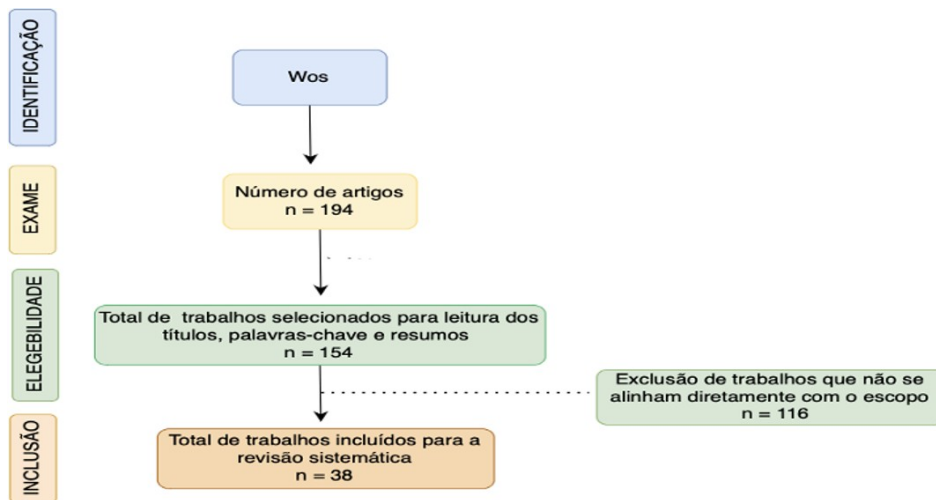 IDENTIFICAÇÃO
Wos
EXAME
Número de artigos
n = 194
ELEGEBILIDADE
Total de trabalhos selecionados para leitura dos
títulos, palavras-chave e resumos
n = 154
Exclusão de trabalhos que não se
alinham diretamente com o escopo
n = 116
INCLUSÃO
Total de trabalhos incluídos para a
revisão sistemática
n = 38